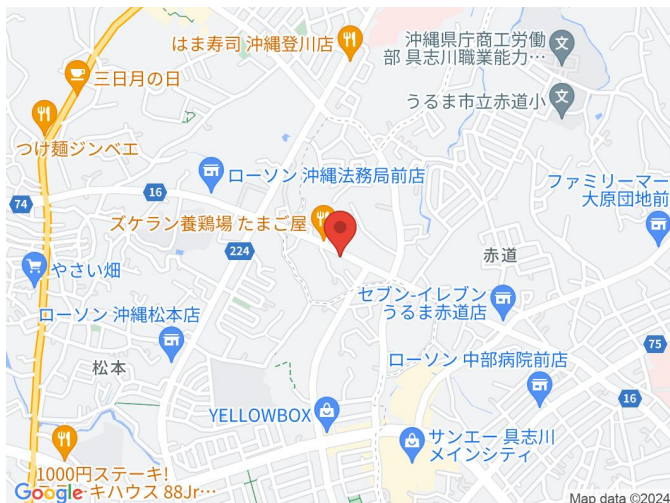 はま寿司 沖縄登川店
沖縄県庁商工労働
部 具志川職業能力…
三日月の日
うるま市立赤道小
つけ麺ジンベエ
ローソン 沖縄法務局前店
ファミリーマー
大原団地前
16
74
ズケラン養鶏場 たまご屋
224
赤道
やさい畑
セブン-イレブン
うるま赤道店
ローソン 沖縄松本店
75
松本
ローソン 中部病院前店
16
YELLOWBOX
サンエー 具志川
メインシティ
1000円ステーキ!
キハウス 88Jr…
Google
Map data ©2024